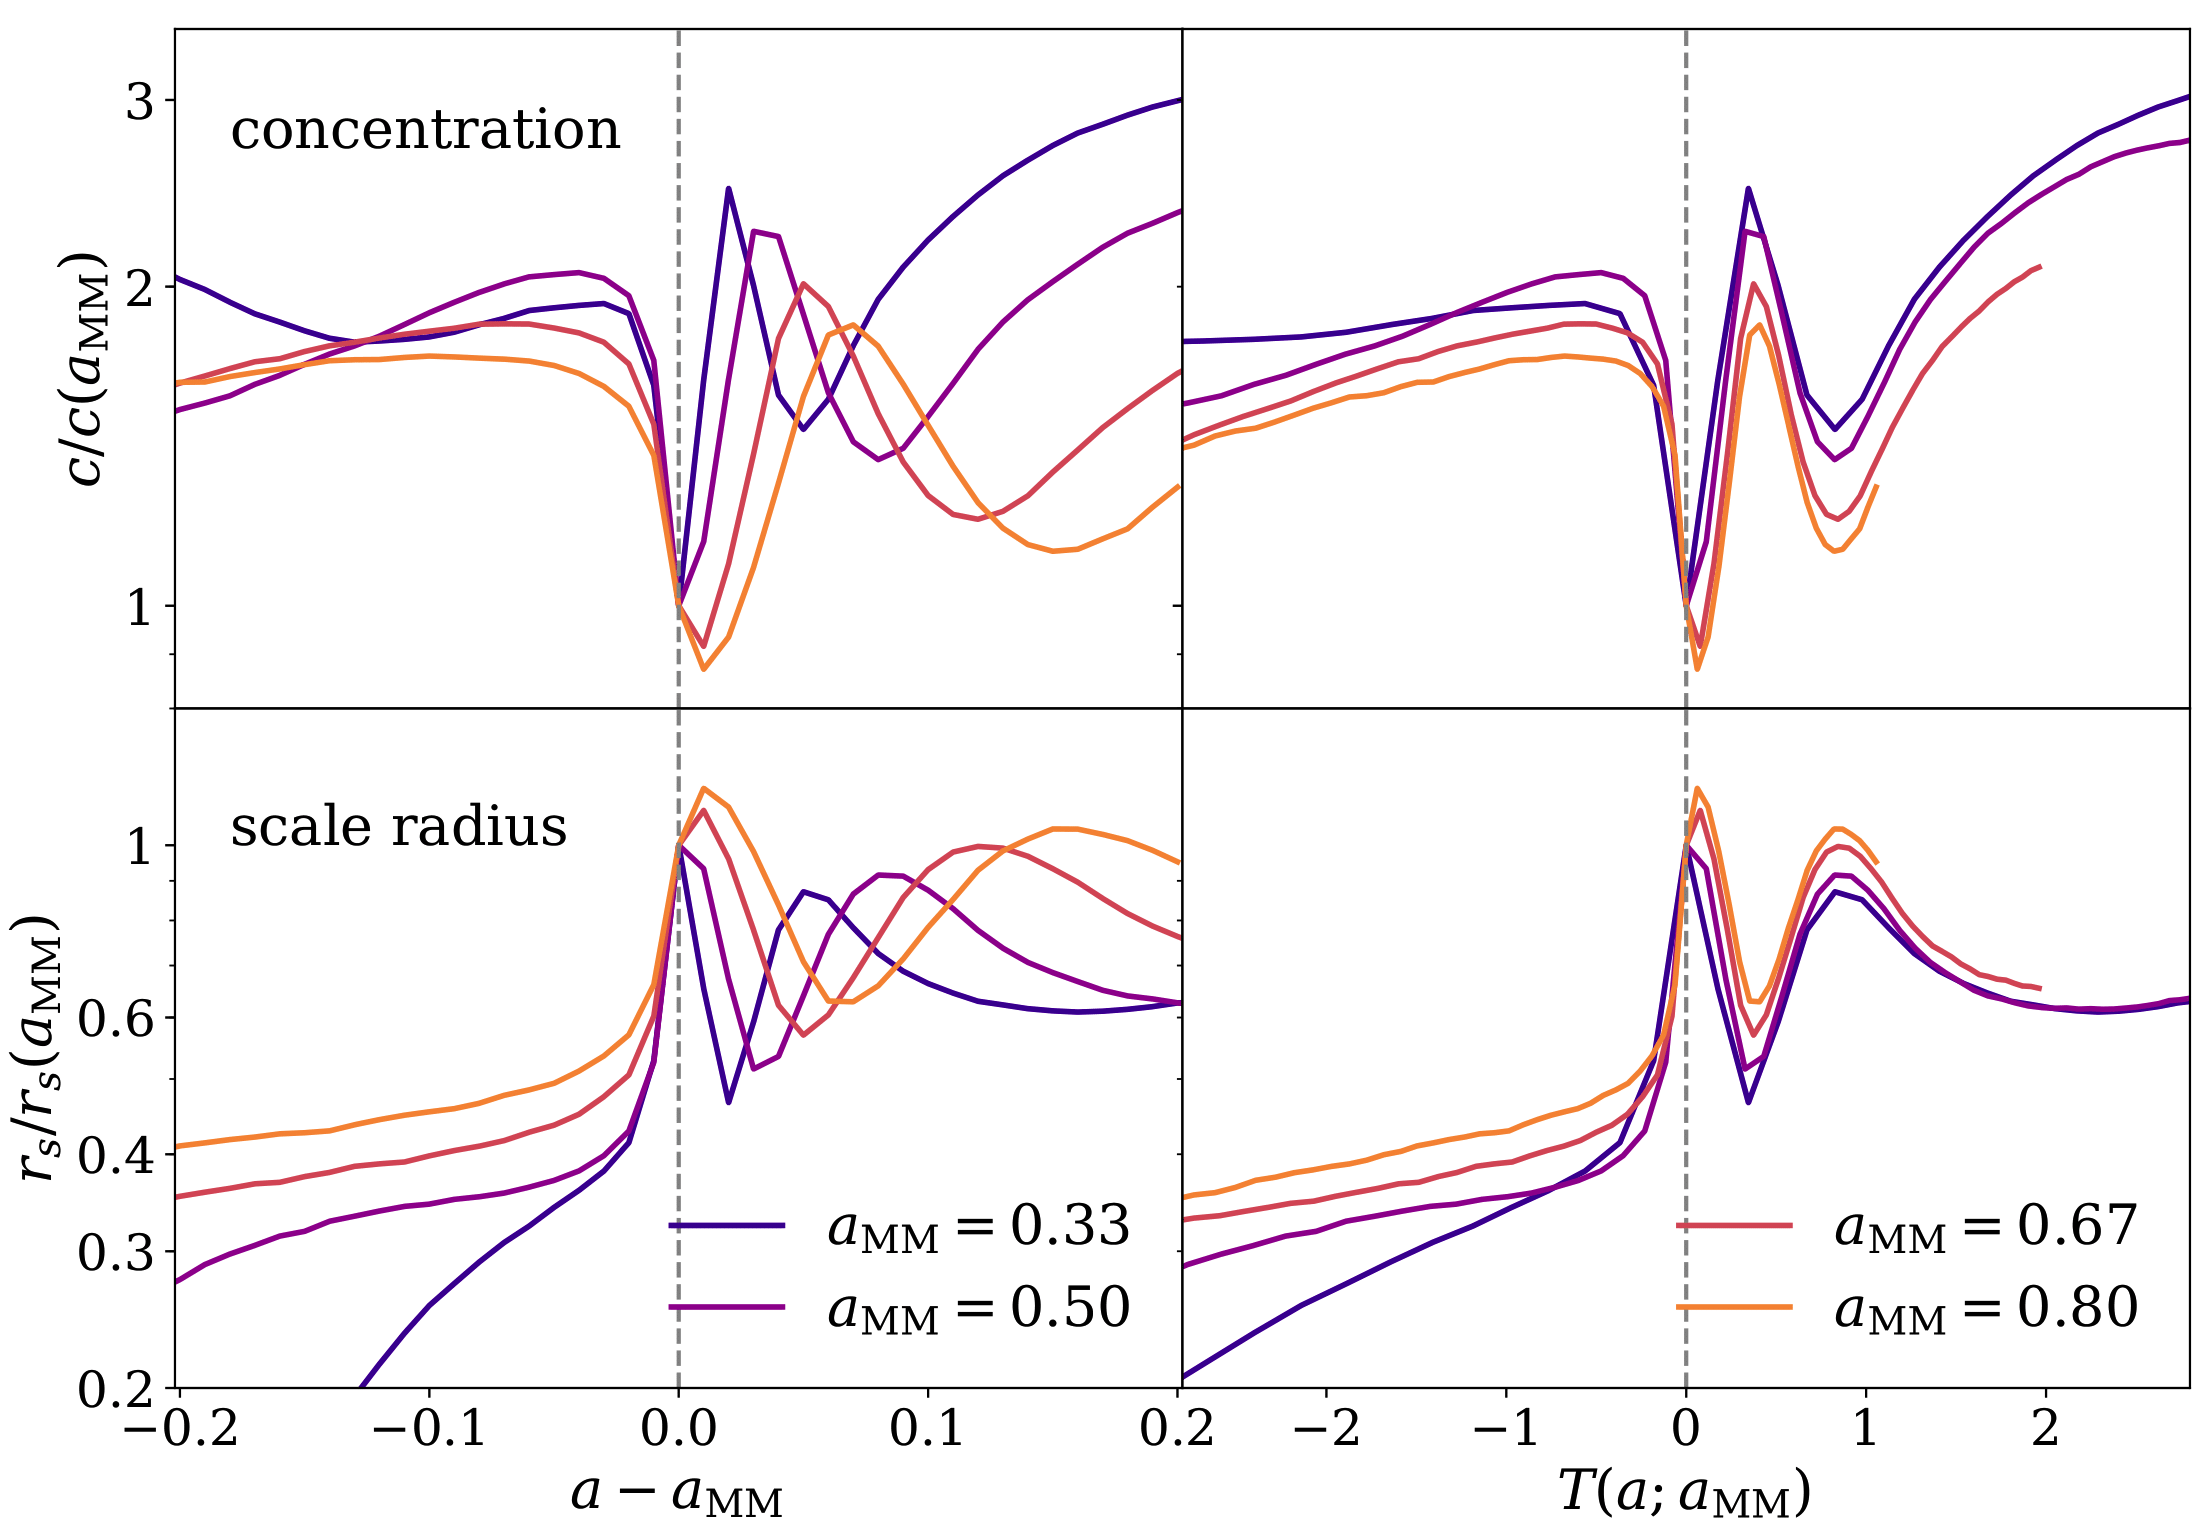 concentration
3
2
1
c/c(a_MM)
scale radius
1
0.6
0.4
0.3
0.2
r_s/r_s(a_MM)
a_MM = 0.33
a_MM = 0.50
a_MM = 0.67
a_MM = 0.80
−0.2 −0.1 0.0 0.1 0.2 −2 −1 0 1 2
a − a_MM
T(a; a_MM)